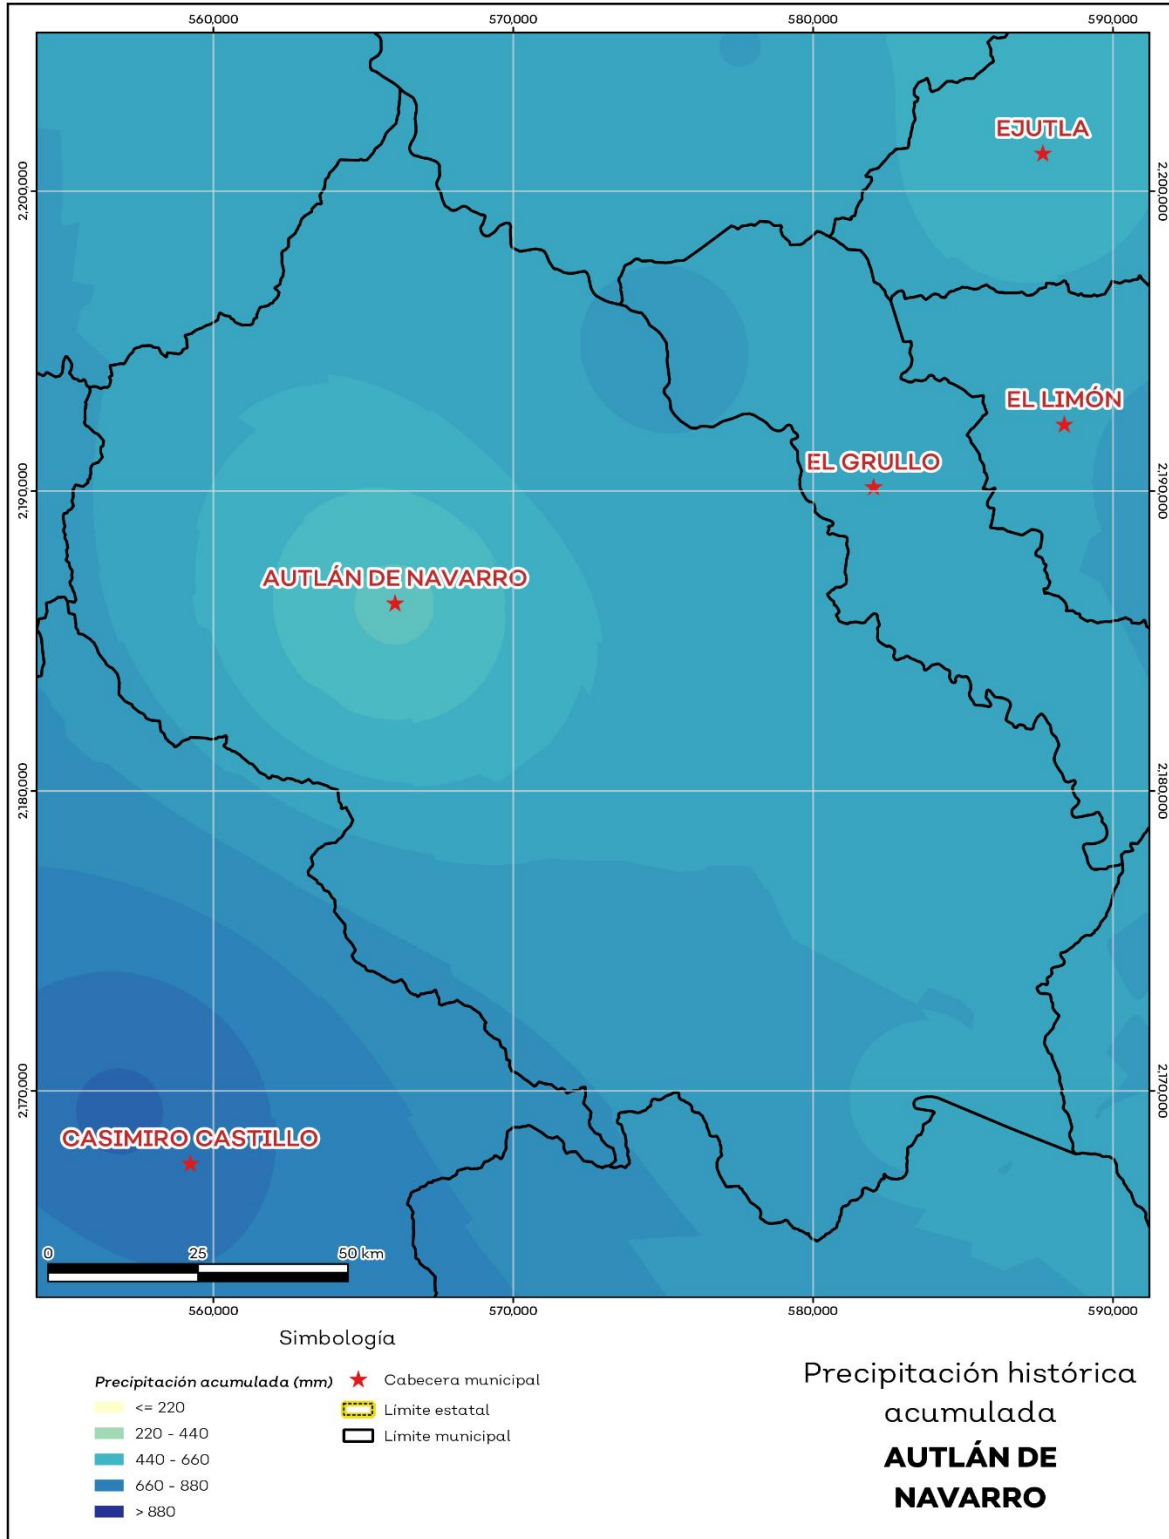 560,000
570,000
580,000
590,000
2,200,000
2,200,000
EJUTLA
EL LIMÓN
EL GRULLO
2,190,000
2,190,000
AUTLÁN DE NAVARRO
2,180,000
2,180,000
2,170,000
2,170,000
CASIMIRO CASTILLO
0 25 50 km
560,000
570,000
580,000
590,000
Simbología
Precipitación acumulada (mm)
<= 220
220 - 440
440 - 660
660 - 880
> 880
Cabecera municipal
Límite estatal
Límite municipal
Precipitación histórica
acumulada
AUTLÁN DE
NAVARRO